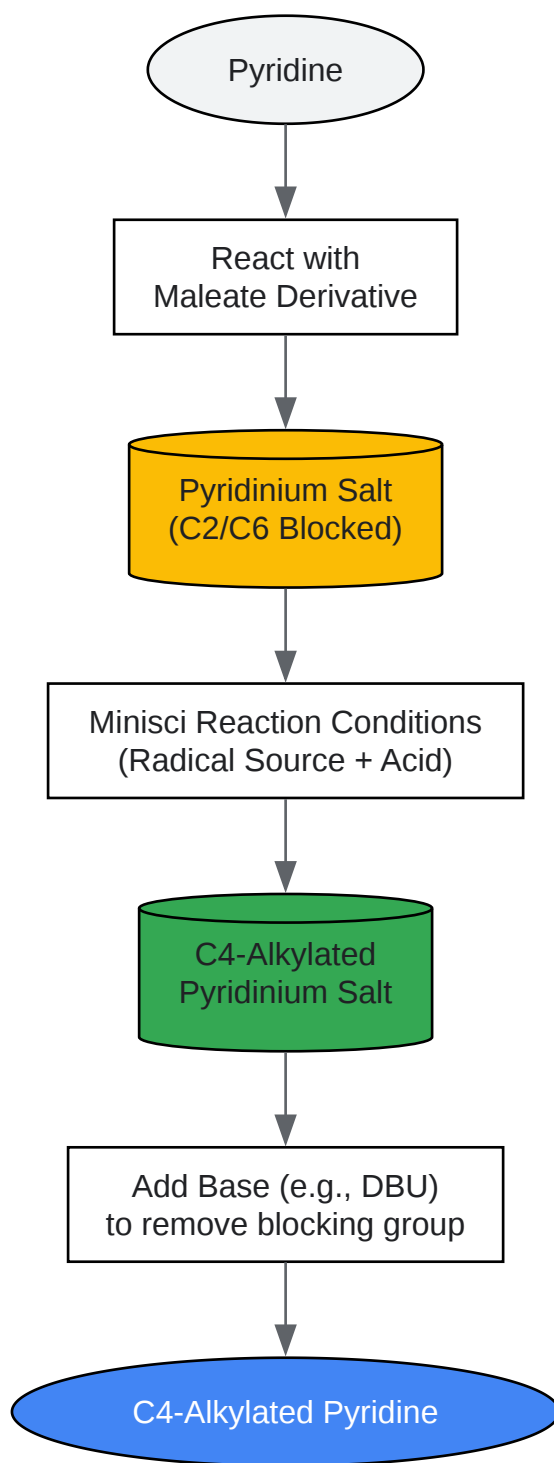 Pyridine
React with
Maleate Derivative
Pyridinium Salt
(C2/C6 Blocked)
Minisci Reaction Conditions
(Radical Source + Acid)
C4-Alkylated
Pyridinium Salt
Add Base (e.g., DBU)
to remove blocking group
C4-Alkylated Pyridine